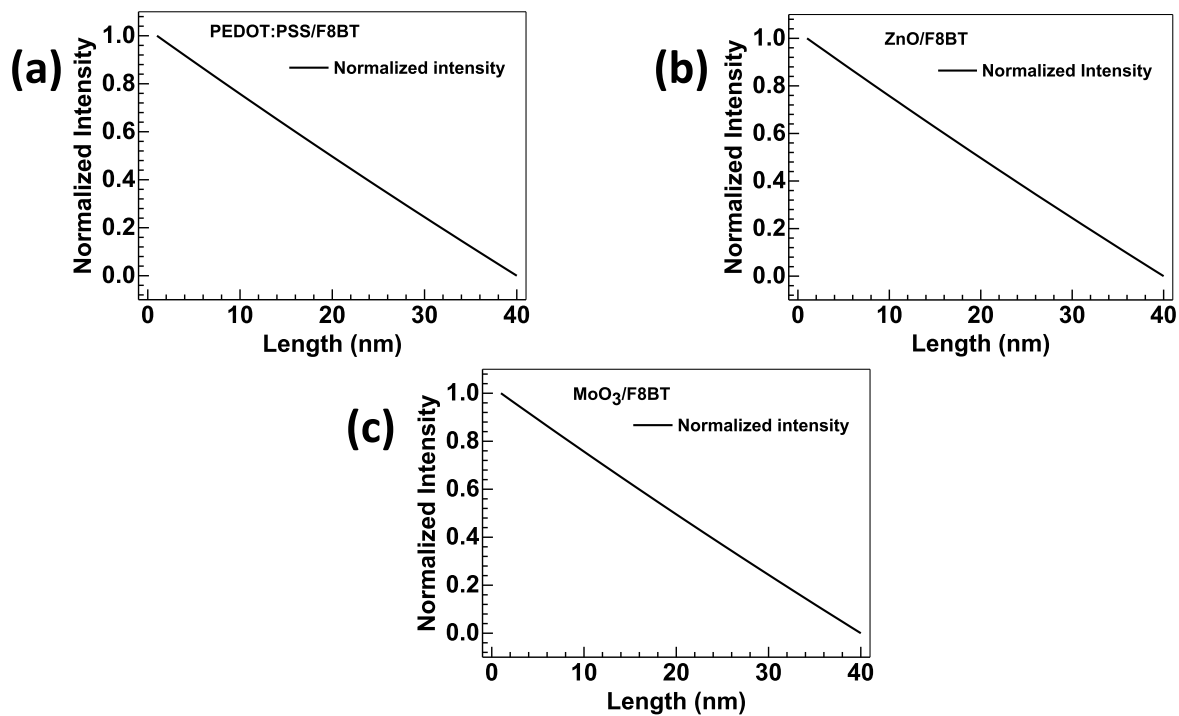 (a)
PEDOT:PSS/F8BT
Normalized intensity
Normalized Intensity
1.0
0.8
0.6
0.4
0.2
0.0
0 10 20 30 40
Length (nm)
(b)
ZnO/F8BT
Normalized Intensity
Normalized Intensity
1.0
0.8
0.6
0.4
0.2
0.0
0 10 20 30 40
Length (nm)
(c)
MoO3/F8BT
Normalized intensity
Normalized Intensity
1.0
0.8
0.6
0.4
0.2
0.0
0 10 20 30 40
Length (nm)